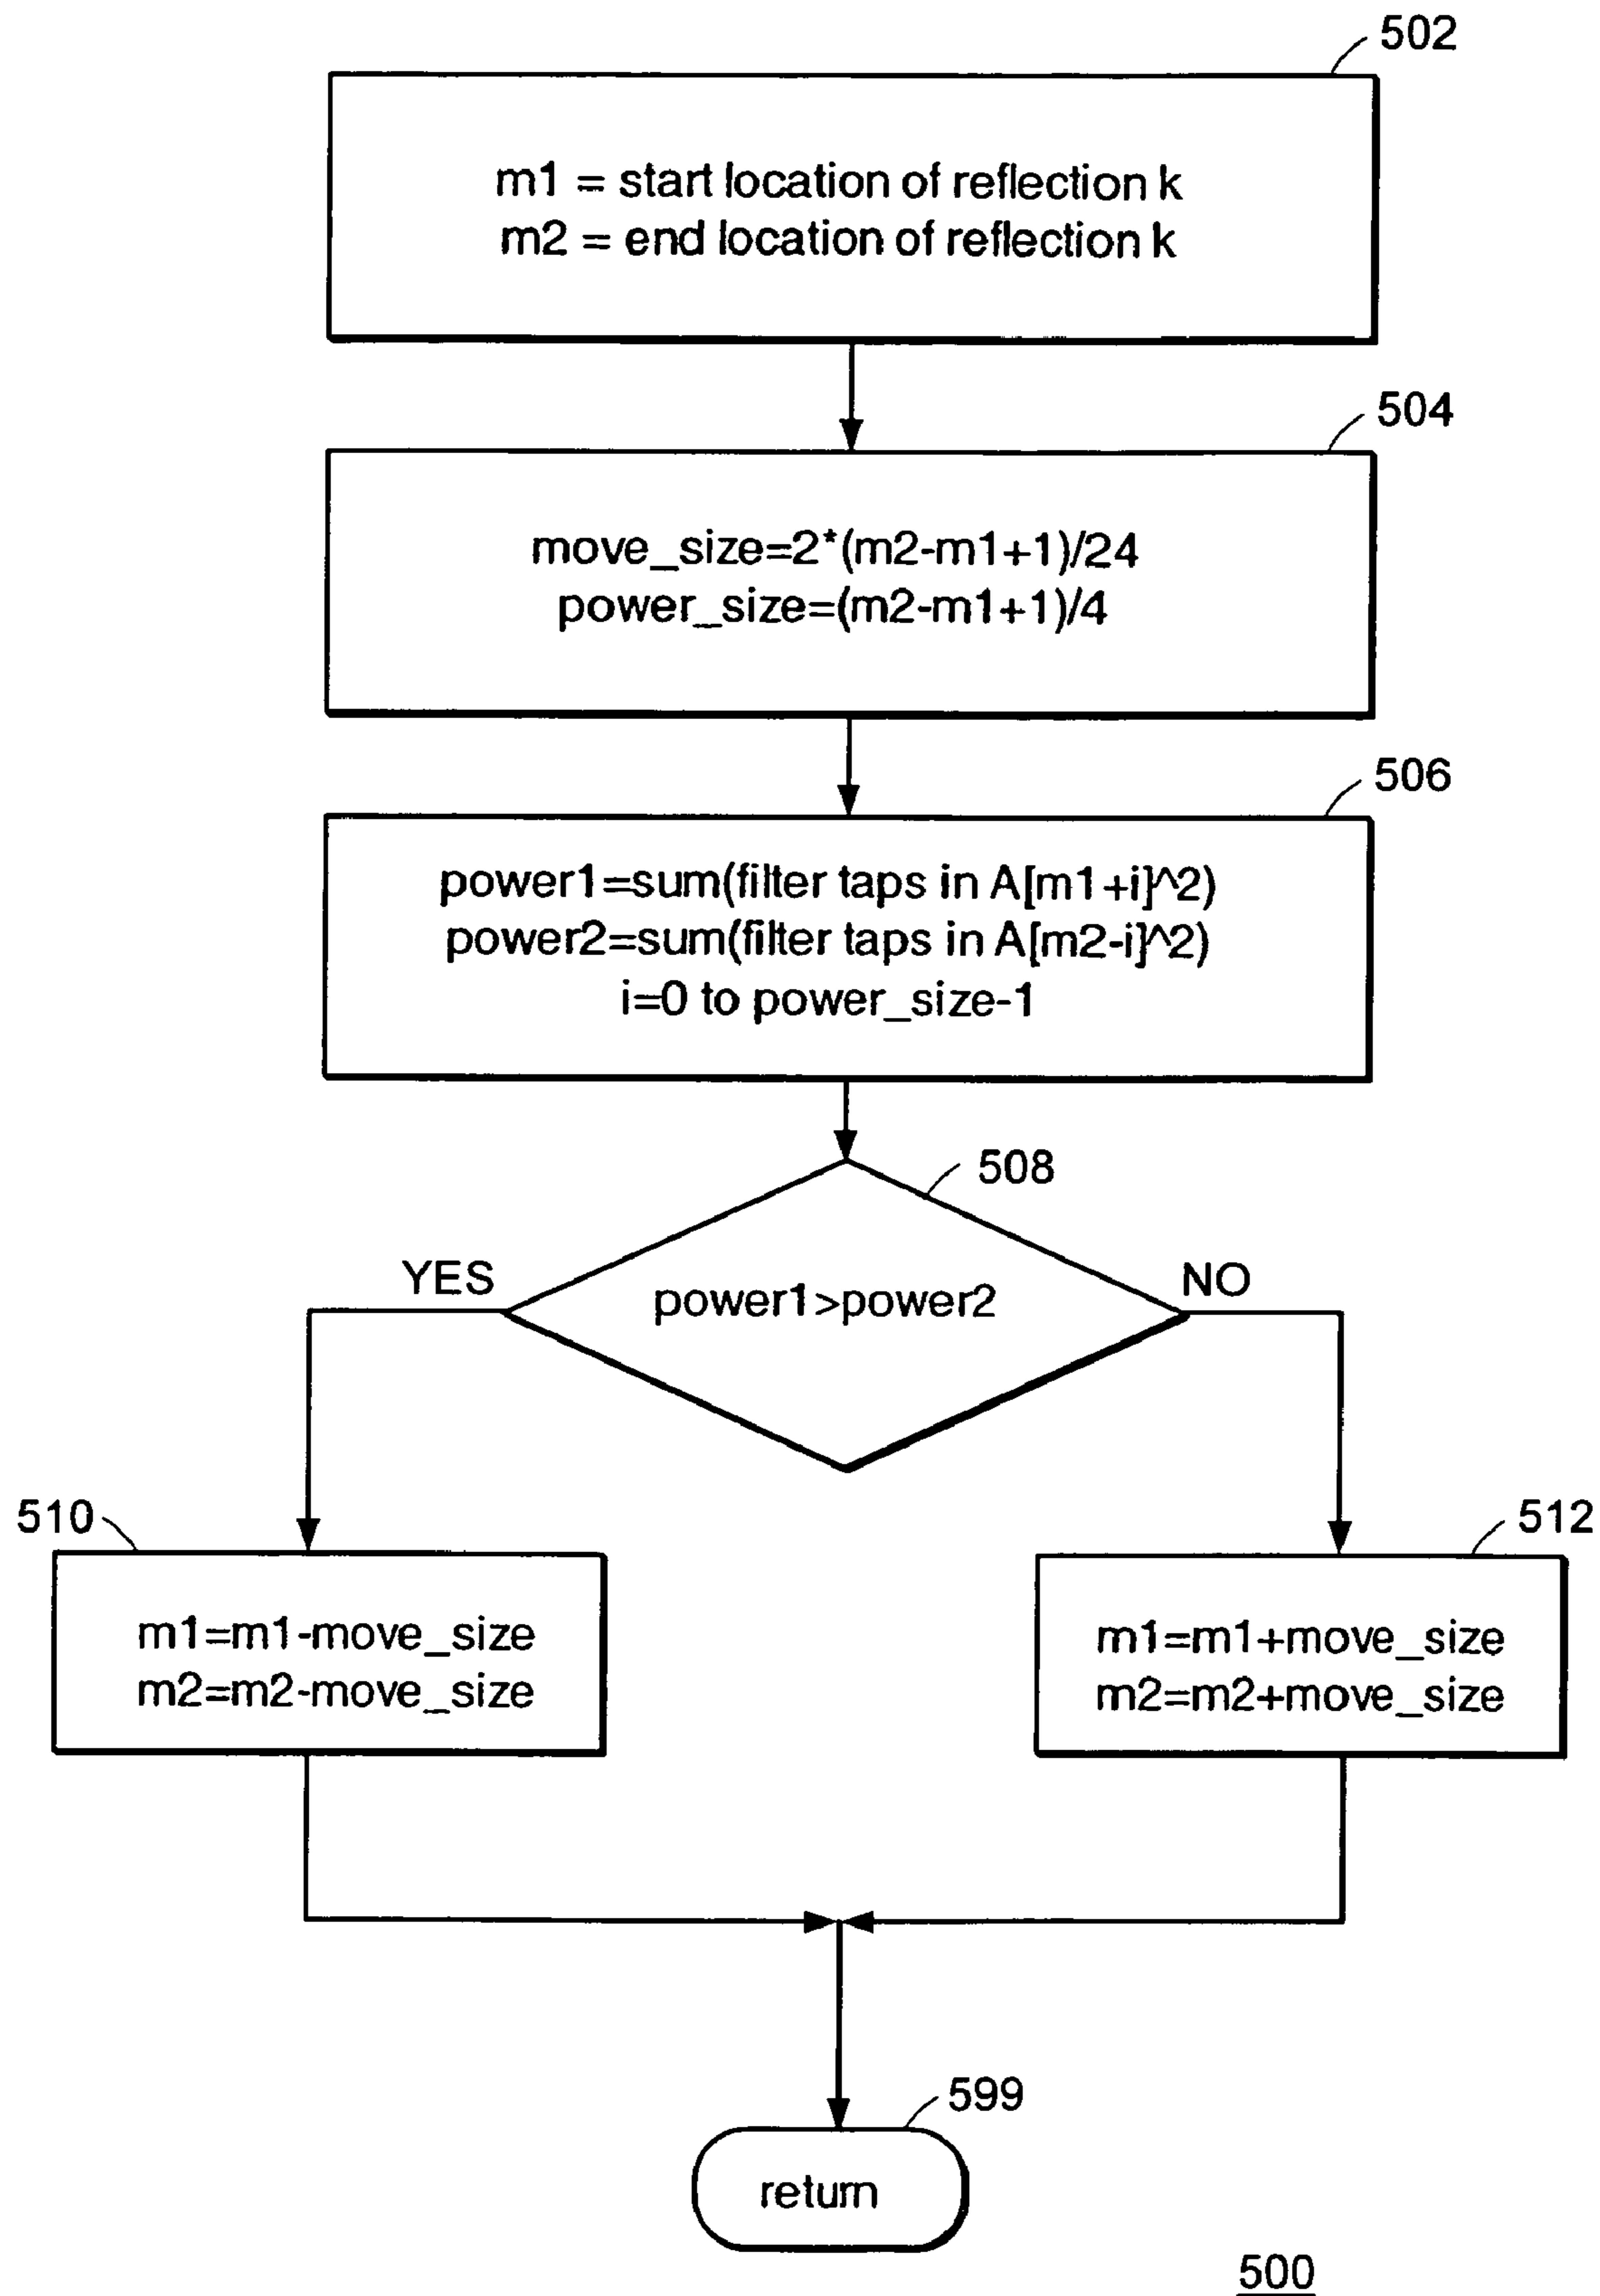 502
m1 = start location of reflection k
m2 = end location of reflection k
504
move_size=2*(m2-m1+1)/24
power_size=(m2-m1+1)/4
506
power1=sum(filter taps in A[m1+i]^2)
power2=sum(filter taps in A[m2-i]^2)
i=0 to power_size-1
508
YES
power1>power2
NO
510
m1=m1-move_size
m2=m2-move_size
512
m1=m1+move_size
m2=m2+move_size
599
return
500